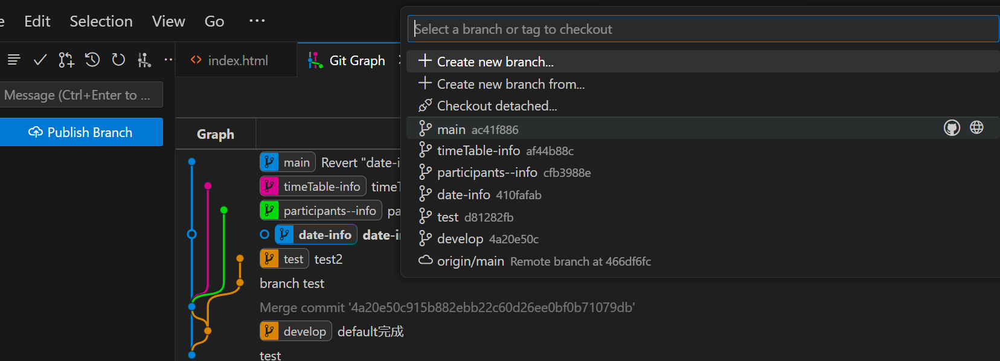 Edit Selection View Go ...
Select a branch or tag to checkout
index.html
Git Graph
Message (Ctrl+Enter to ...
Publish Branch
Create new branch...
Create new branch from...
Checkout detached...
main ac41f886
timeTable-info af44b88c
participants--info cfb3988e
date-info 410fafab
test d81282fb
develop 4a20e50c
origin/main Remote branch at 466df6fc
Graph
main Revert "date-i
timeTable-info timeT
participants--info pa
date-info date-i
test test2
branch test
Merge commit '4a20e50c915b882ebb22c60d26ee0bf0b71079db'
develop default完成
test